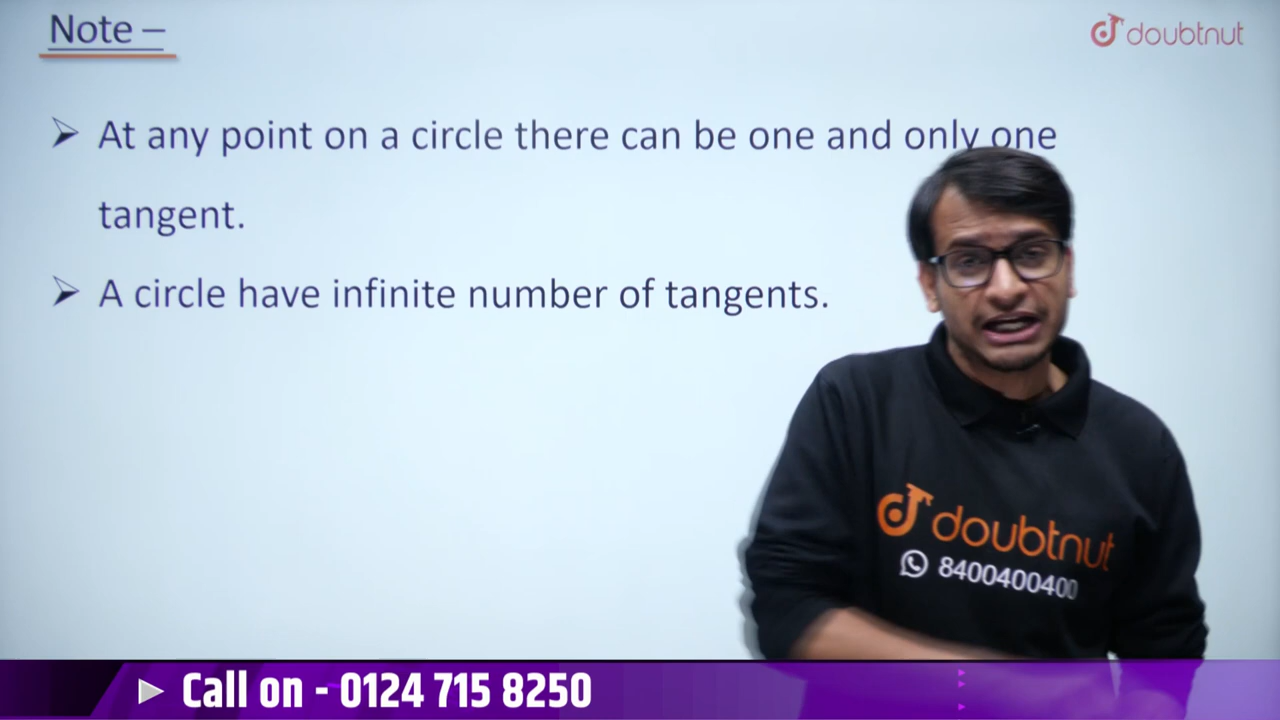 Note –
doubtnut
At any point on a circle there can be one and only one
tangent.
A circle have infinite number of tangents.
doubtnut
8400400400
Call on - 0124 715 8250